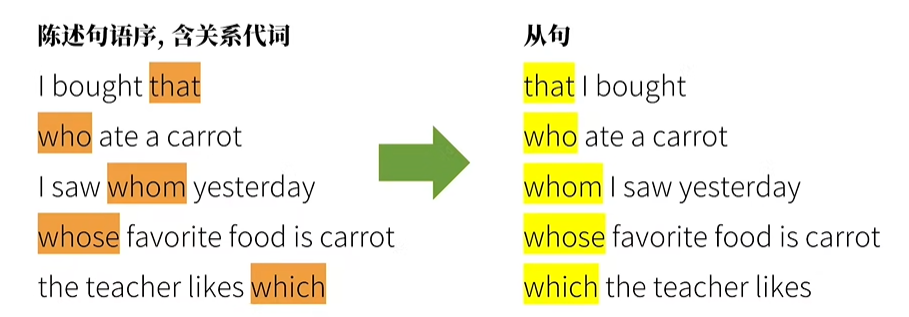 陈述句语序, 含关系代词
I bought that
who ate a carrot
I saw whom yesterday
whose favorite food is carrot
the teacher likes which
从句
that I bought
who ate a carrot
whom I saw yesterday
whose favorite food is carrot
which the teacher likes